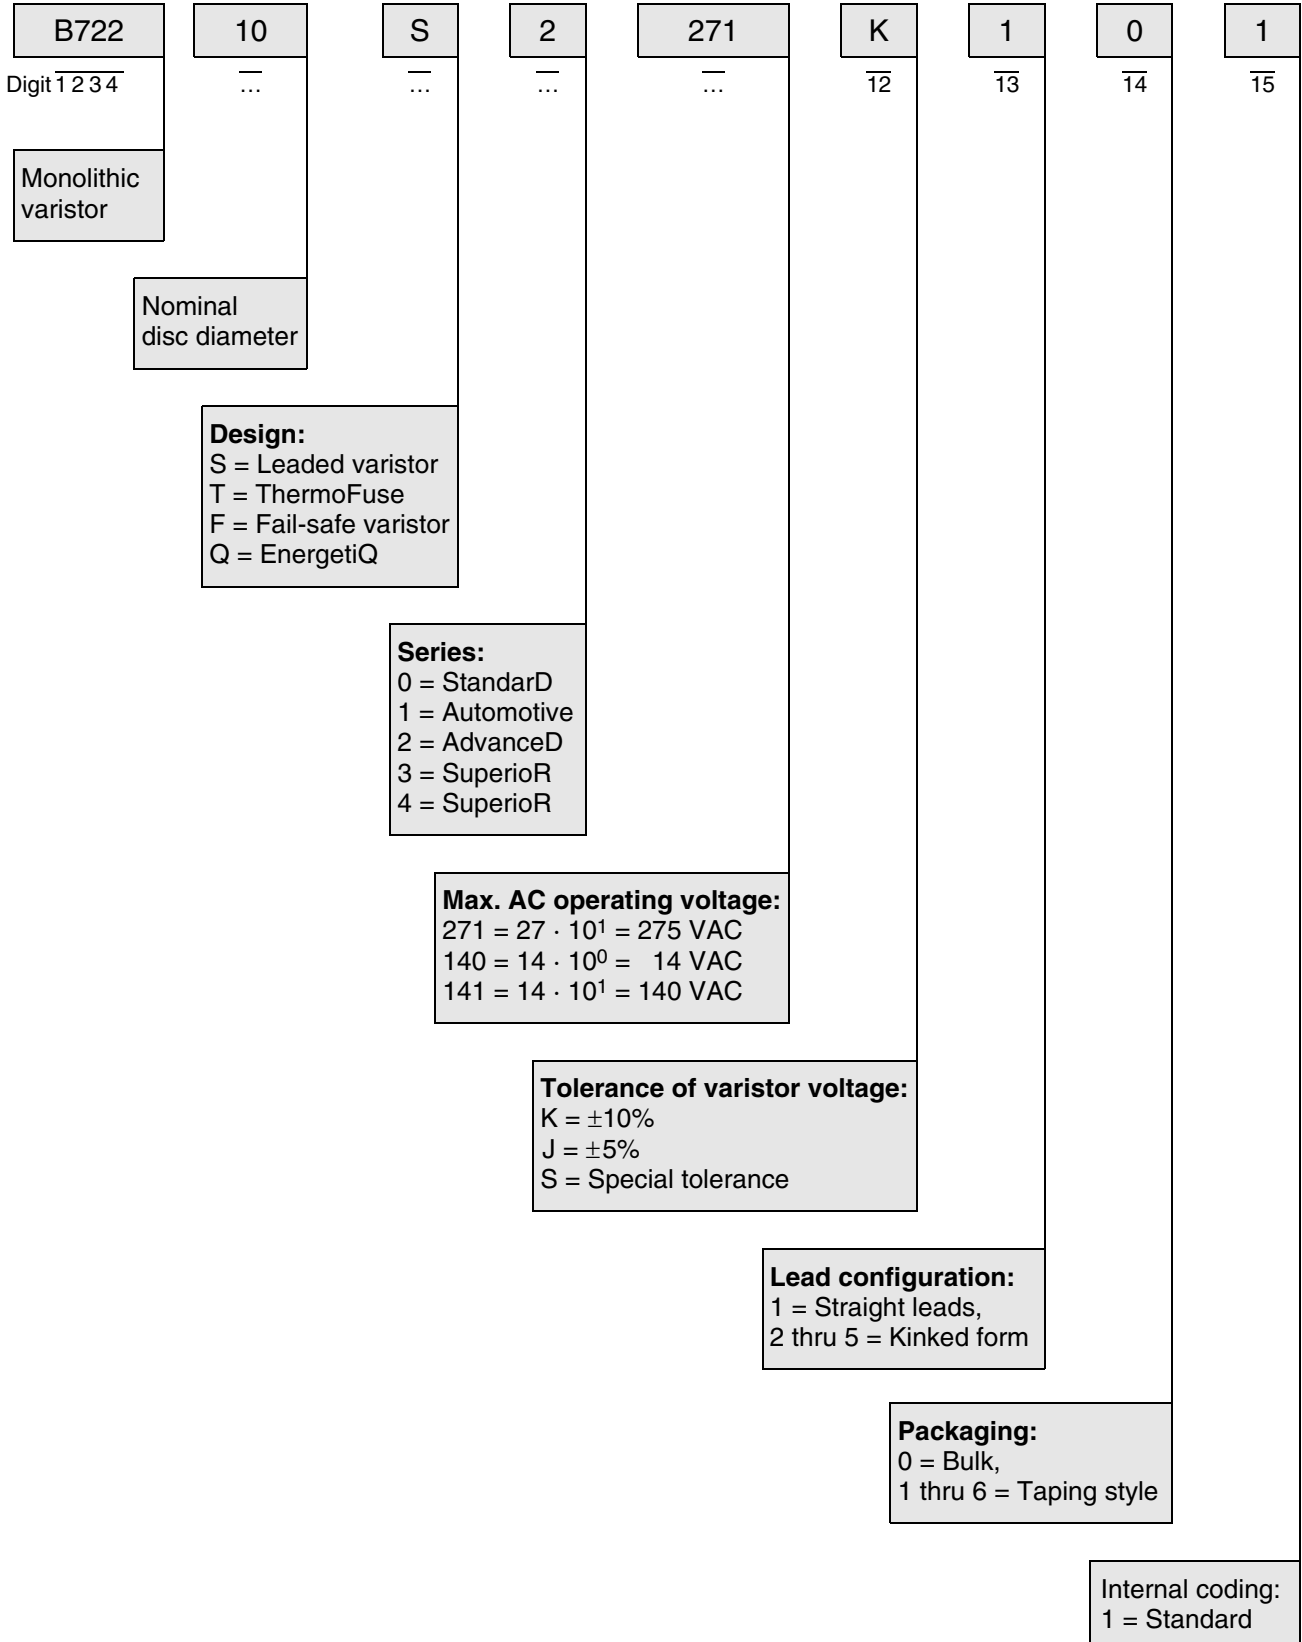 B722 10 S 2 271 K 1 0 1
Digit 1 2 3 4 ... ... ... ... 12 13 14 15
Monolithic
varistor
Nominal
disc diameter
Design:
S = Leaded varistor
T = ThermoFuse
F = Fail-safe varistor
Q = EnergetiQ
Series:
0 = StandarD
1 = Automotive
2 = AdvanceD
3 = SuperioR
4 = SuperioR
Max. AC operating voltage:
271 = 27 · 10¹ = 275 VAC
140 = 14 · 10⁰ = 14 VAC
141 = 14 · 10¹ = 140 VAC
Tolerance of varistor voltage:
K = ±10%
J = ±5%
S = Special tolerance
Lead configuration:
1 = Straight leads,
2 thru 5 = Kinked form
Packaging:
0 = Bulk,
1 thru 6 = Taping style
Internal coding:
1 = Standard